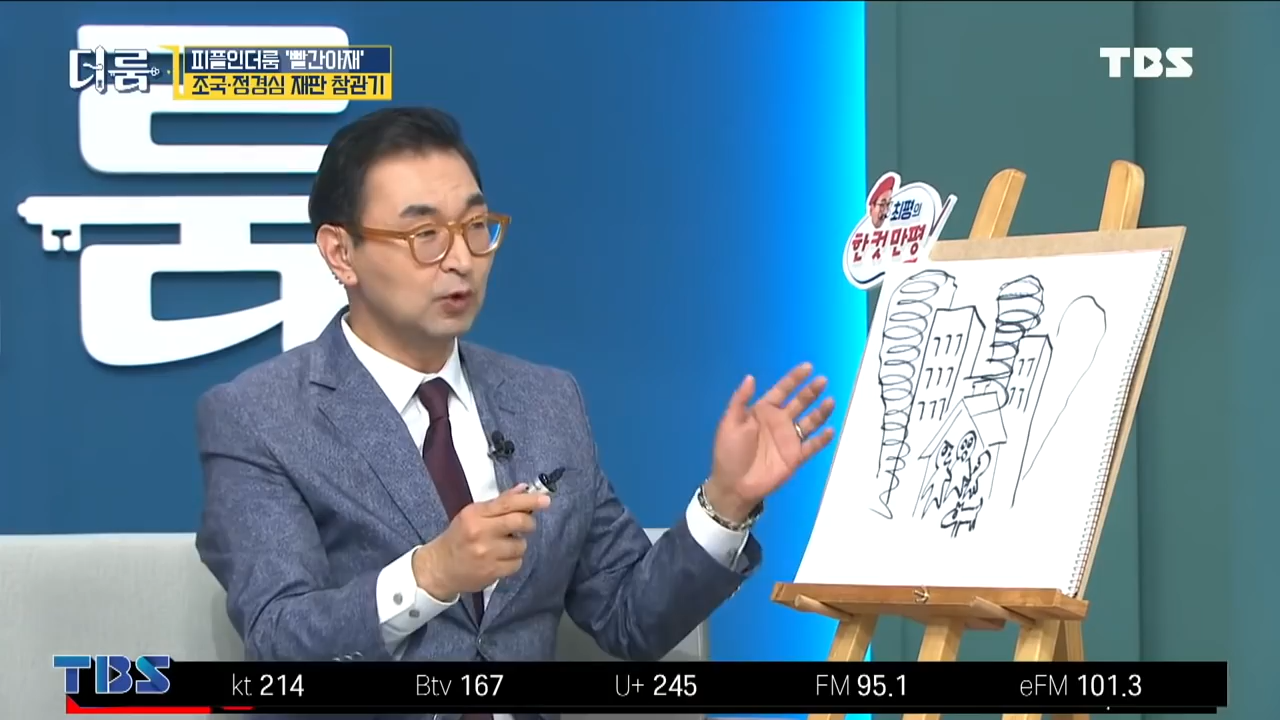 더룸
피플인더룸 '빨간아재'
조국·정경심 재판 참관기
TBS
룸
최평의
한컷만평
TBS
kt 214
Btv 167
U+ 245
FM 95.1
eFM 101.3